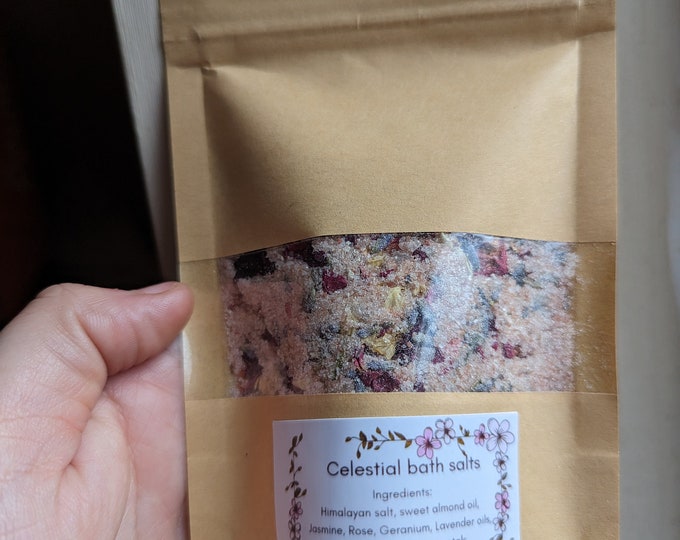 Celestial bath salts
Ingredients:
Himalayan salt, sweet almond oil,
Jasmine, Rose, Geranium, Lavender oils,